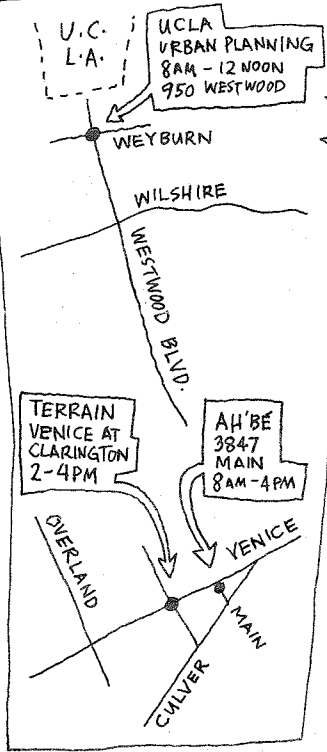 U.C.
L.A.
UCLA
URBAN PLANNING
8AM - 12 NOON
950 WESTWOOD
WEYBURN
WILSHIRE
WESTWOOD BLVD.
TERRAIN
VENICE AT
CLARINGTON
2-4PM
AH'BÉ
3847
MAIN
8AM-4PM
OVERLAND
VENICE
MAIN
CULVER